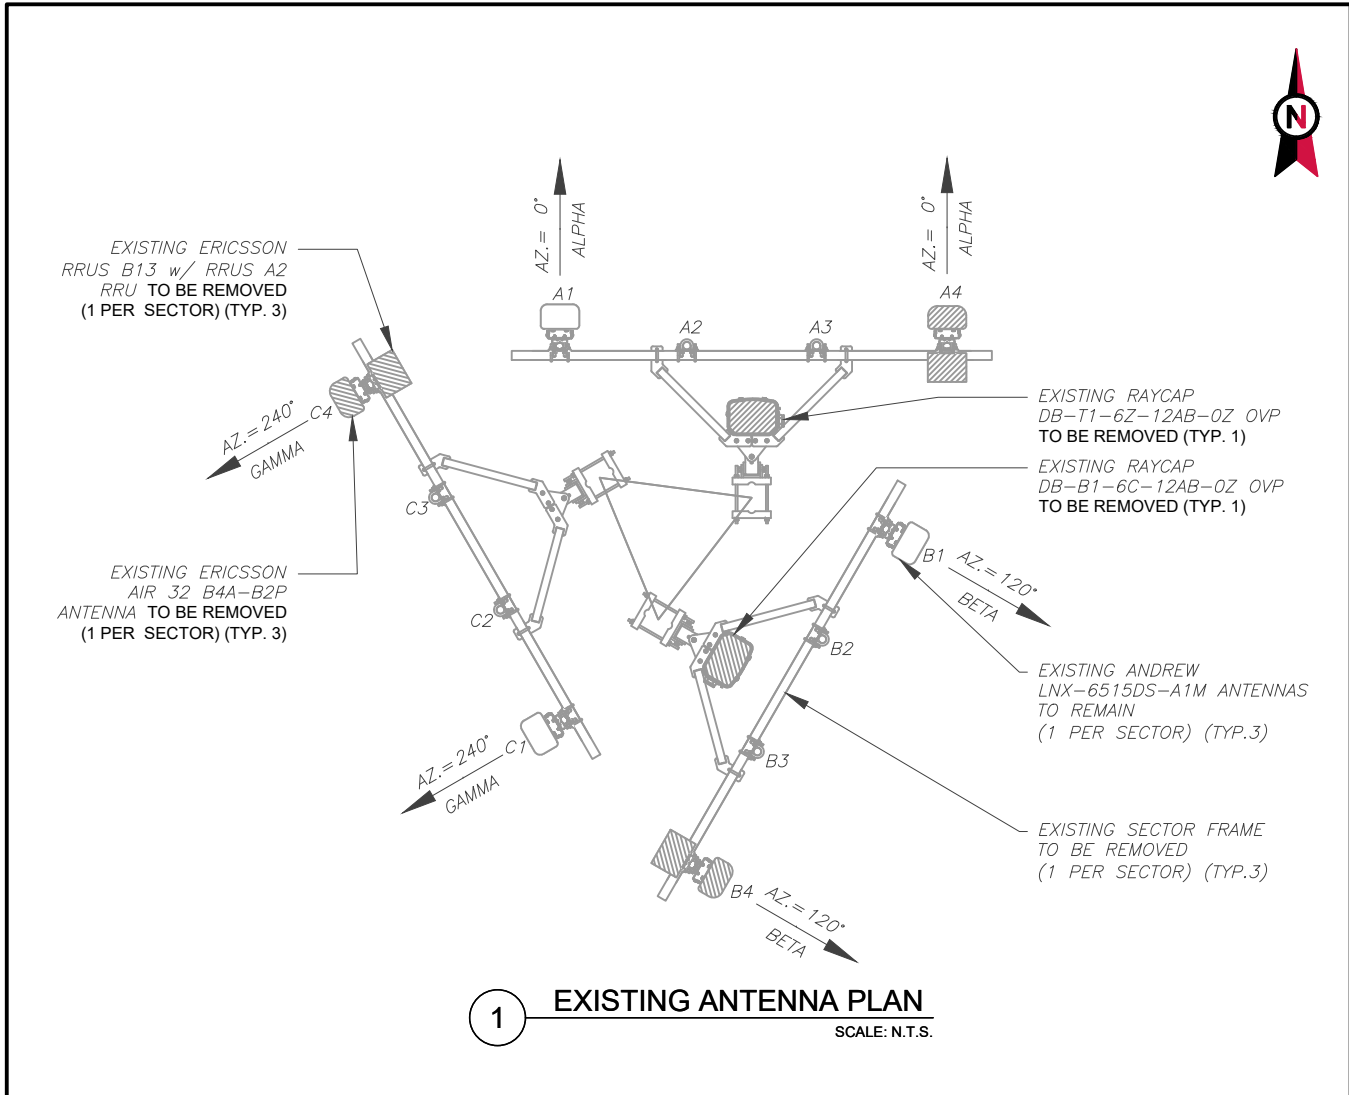 N
AZ.= 0°
ALPHA
AZ.= 0°
ALPHA
EXISTING ERICSSON
RRUS B13 w/ RRUS A2
RRU TO BE REMOVED
(1 PER SECTOR) (TYP. 3)
A1
A2
A3
A4
C4
AZ.=240°
GAMMA
C3
EXISTING RAYCAP
DB-T1-6Z-12AB-0Z OVP
TO BE REMOVED (TYP. 1)
EXISTING RAYCAP
DB-B1-6C-12AB-0Z OVP
TO BE REMOVED (TYP. 1)
EXISTING ERICSSON
AIR 32 B4A-B2P
ANTENNA TO BE REMOVED
(1 PER SECTOR) (TYP. 3)
C2
B1
AZ.=120°
BETA
B2
C1
AZ.=240°
GAMMA
B3
EXISTING ANDREW
LNX-6515DS-A1M ANTENNAS
TO REMAIN
(1 PER SECTOR) (TYP.3)
EXISTING SECTOR FRAME
TO BE REMOVED
(1 PER SECTOR) (TYP.3)
B4
AZ.=120°
BETA
1
EXISTING ANTENNA PLAN
SCALE: N.T.S.